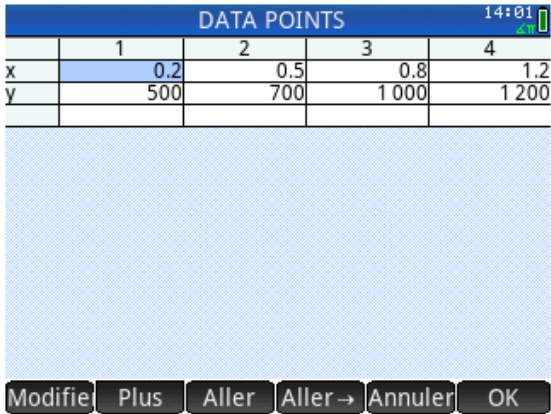 DATA POINTS 14:01
∡π
1 2 3 4
x 0.2 0.5 0.8 1.2
y 500 700 1 000 1 200
Modifier Plus Aller Aller→ Annuler OK